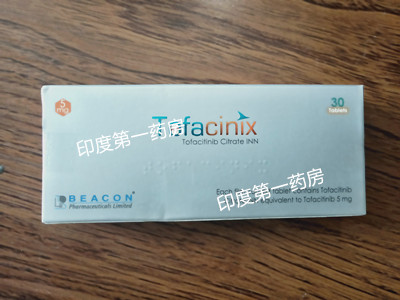 5 mg
30
Tablets
Tofacinix
Tofacitinib Citrate INN
印度第一药房
BEACON
Pharmaceuticals Limited
Each tablet contains Tofacitinib
equivalent to Tofacitinib 5 mg
印度第一药房